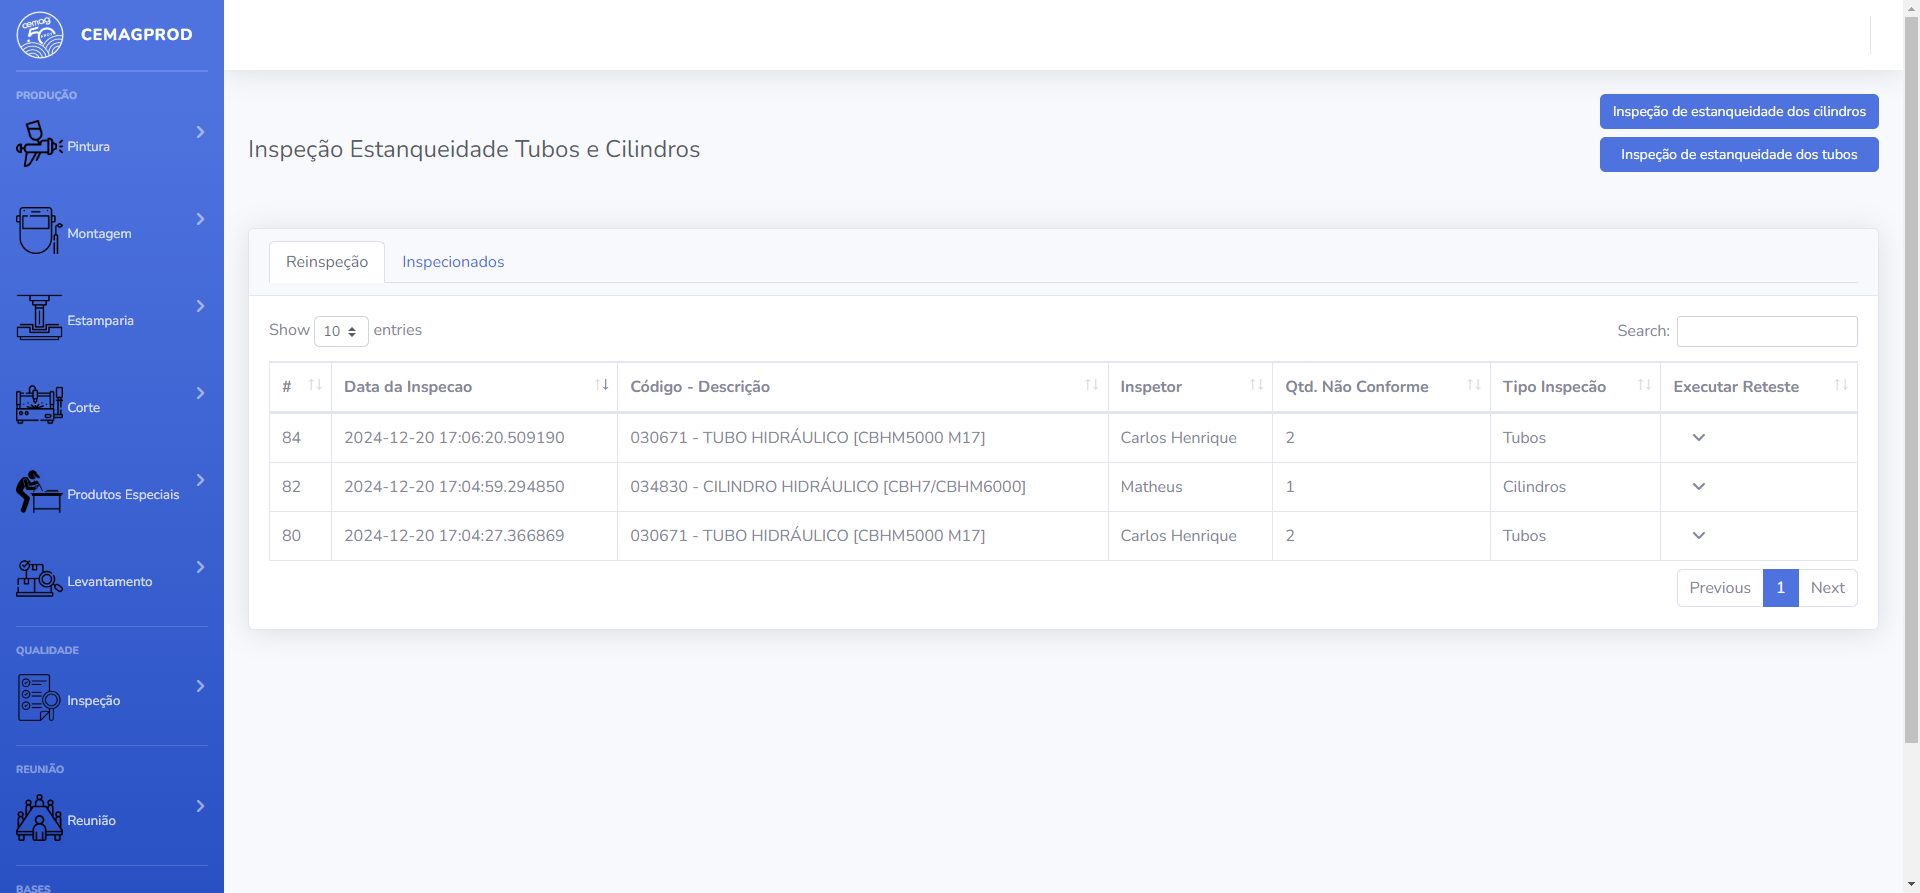 cemag
50
CEMAGPROD
PRODUÇÃO
Pintura
Montagem
Estamparia
Corte
Produtos Especiais
Levantamento
QUALIDADE
Inspeção
REUNIÃO
Reunião
BASES
Inspeção Estanqueidade Tubos e Cilindros
Inspeção de estanqueidade dos cilindros
Inspeção de estanqueidade dos tubos
Reinspeção Inspecionados
Show 10 entries Search:
# Data da Inspecao Código - Descrição Inspetor Qtd. Não Conforme Tipo Inspecão Executar Reteste
84 2024-12-20 17:06:20.509190 030671 - TUBO HIDRÁULICO [CBHM5000 M17] Carlos Henrique 2 Tubos
82 2024-12-20 17:04:59.294850 034830 - CILINDRO HIDRÁULICO [CBH7/CBHM6000] Matheus 1 Cilindros
80 2024-12-20 17:04:27.366869 030671 - TUBO HIDRÁULICO [CBHM5000 M17] Carlos Henrique 2 Tubos
Previous 1 Next